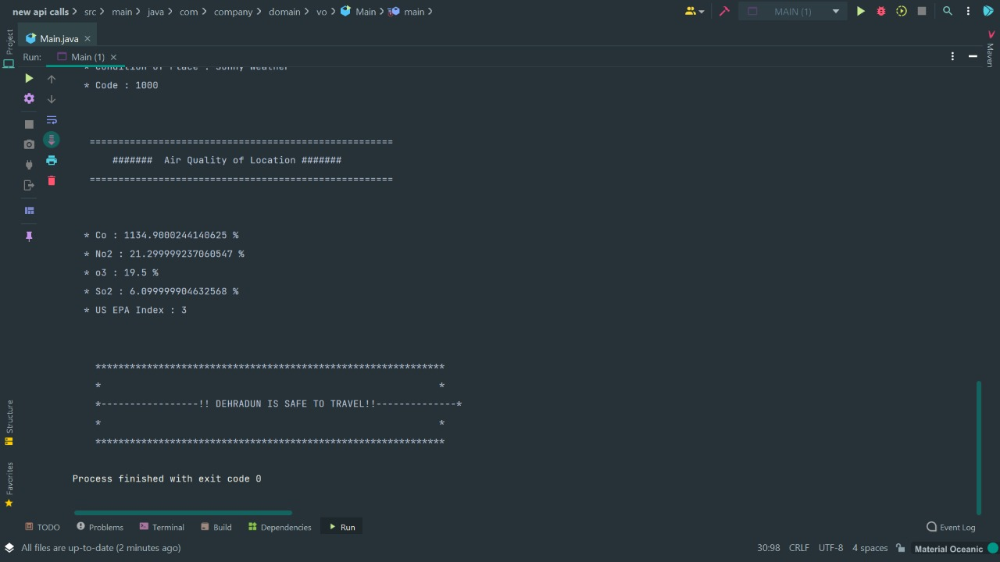 new api calls > src > main > java > com > company > domain > vo > Main > main >
MAIN (1)
Project
Main.java ×
Maven
Run: Main (1) ×
* Condition of Place : Sunny Weather
* Code : 1000
=====================================================
####### Air Quality of Location #######
=====================================================
* Co : 1134.9000244140625 %
* No2 : 21.299999237060547 %
* o3 : 19.5 %
* So2 : 6.099999904632568 %
* US EPA Index : 3
*************************************************************
* *
*-----------------!! DEHRADUN IS SAFE TO TRAVEL!!--------------*
* *
*************************************************************
Process finished with exit code 0
Structure
Favorites
TODO Problems Terminal Build Dependencies Run Event Log
All files are up-to-date (2 minutes ago) 30:98 CRLF UTF-8 4 spaces Material Oceanic